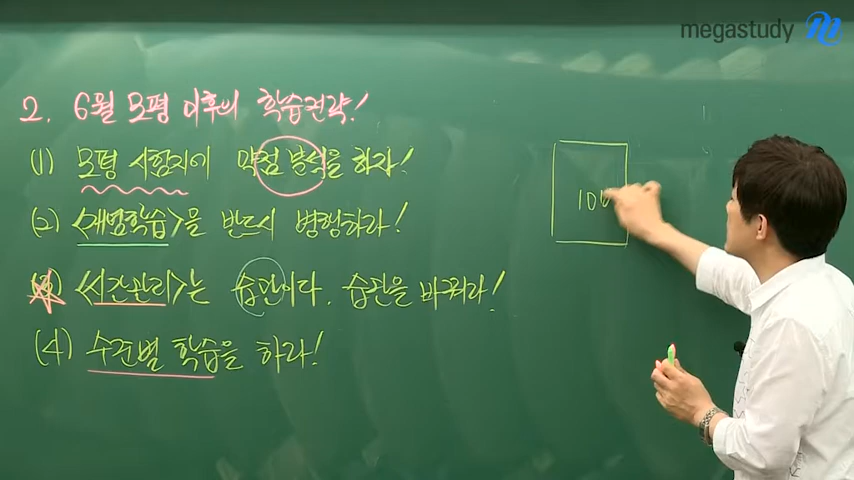 megastudy
2. 6월 모평 이후의 학습전략!
(1) 모평 시험지에 약점 분석을 하자!
(2) <개념학습>을 반드시 병행하라!
(3) <시간관리>는 습관이다. 습관을 바꿔라!
(4) 수준별 학습을 하라!
100